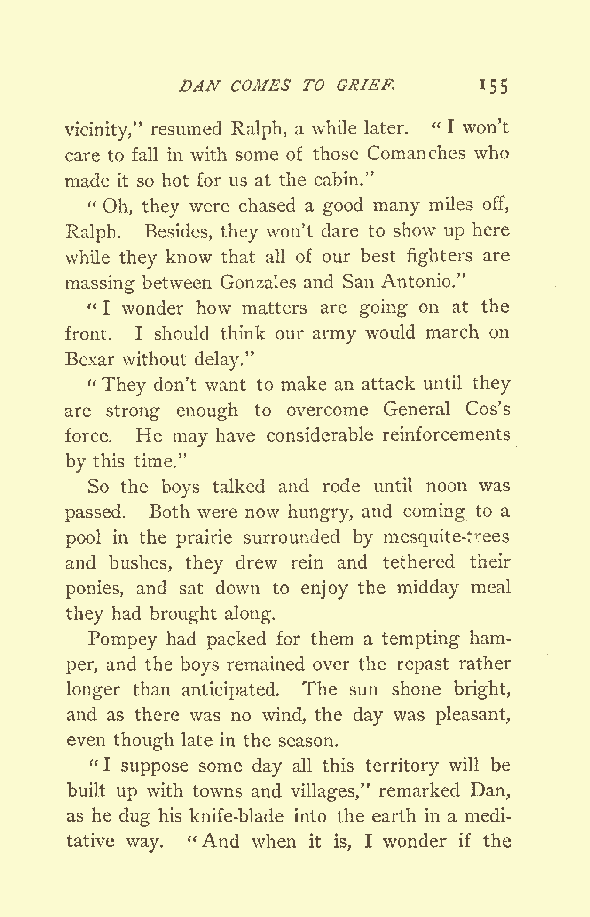 DAN COMES TO GRIEF. 155
vicinity," resumed Ralph, a while later. "I won't
care to fall in with some of those Comanches who
made it so hot for us at the cabin."
"Oh, they were chased a good many miles off,
Ralph. Besides, they won't dare to show up here
while they know that all of our best fighters are
massing between Gonzales and San Antonio."
"I wonder how matters are going on at the
front. I should think our army would march on
Bexar without delay."
"They don't want to make an attack until they
are strong enough to overcome General Cos's
force. He may have considerable reinforcements
by this time."
So the boys talked and rode until noon was
passed. Both were now hungry, and coming to a
pool in the prairie surrounded by mesquite-trees
and bushes, they drew rein and tethered their
ponies, and sat down to enjoy the midday meal
they had brought along.
Pompey had packed for them a tempting ham-
per, and the boys remained over the repast rather
longer than anticipated. The sun shone bright,
and as there was no wind, the day was pleasant,
even though late in the season.
"I suppose some day all this territory will be
built up with towns and villages," remarked Dan,
as he dug his knife-blade into the earth in a medi-
tative way. "And when it is, I wonder if the